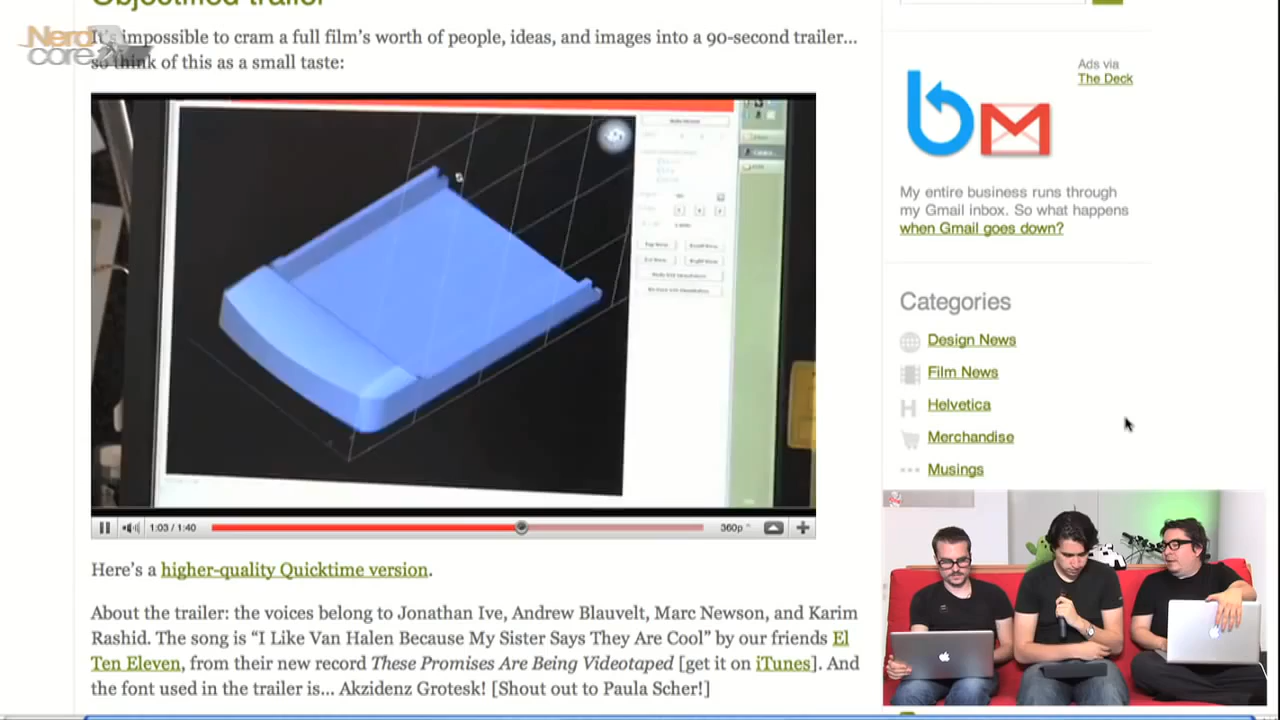 Objectified trailer
Nerd
core
It's impossible to cram a full film's worth of people, ideas, and images into a 90-second trailer...
so think of this as a small taste:
1:03 / 1:40
360p
Here's a higher-quality Quicktime version.
About the trailer: the voices belong to Jonathan Ive, Andrew Blauvelt, Marc Newson, and Karim
Rashid. The song is “I Like Van Halen Because My Sister Says They Are Cool” by our friends El
Ten Eleven, from their new record These Promises Are Being Videotaped [get it on iTunes]. And
the font used in the trailer is... Akzidenz Grotesk! [Shout out to Paula Scher!]
Ads via
The Deck
My entire business runs through
my Gmail inbox. So what happens
when Gmail goes down?
Categories
Design News
Film News
Helvetica
Merchandise
Musings